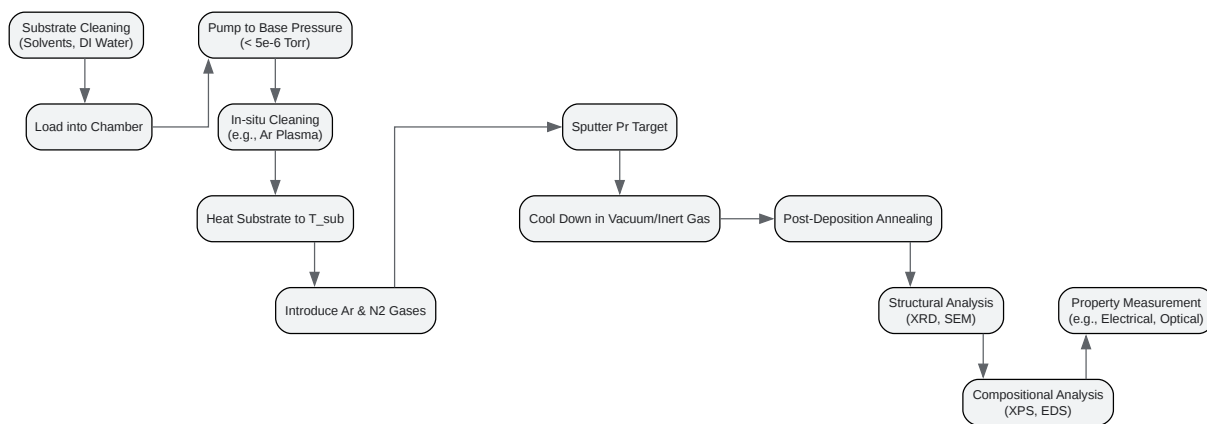 Substrate Cleaning
(Solvents, DI Water)
Load into Chamber
Pump to Base Pressure
(< 5e-6 Torr)
In-situ Cleaning
(e.g., Ar Plasma)
Heat Substrate to T_sub
Introduce Ar & N2 Gases
Sputter Pr Target
Cool Down in Vacuum/Inert Gas
Post-Deposition Annealing
Structural Analysis
(XRD, SEM)
Compositional Analysis
(XPS, EDS)
Property Measurement
(e.g., Electrical, Optical)